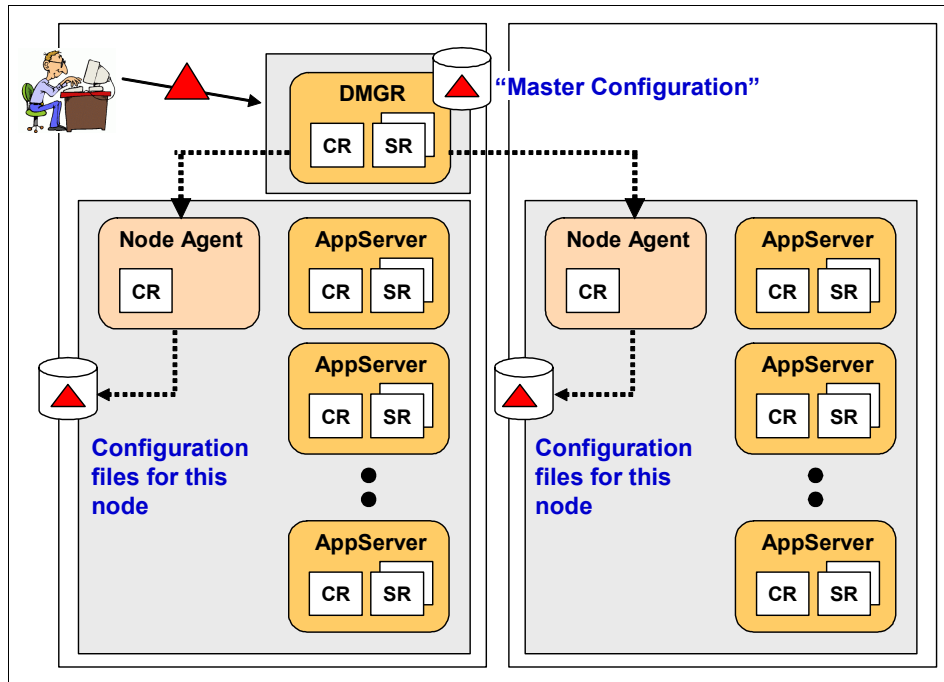 DMGR
CR SR
“Master Configuration”
Node Agent
CR
AppServer
CR SR
AppServer
CR SR
AppServer
CR SR
Configuration
files for this
node
Node Agent
CR
AppServer
CR SR
AppServer
CR SR
AppServer
CR SR
Configuration
files for this
node